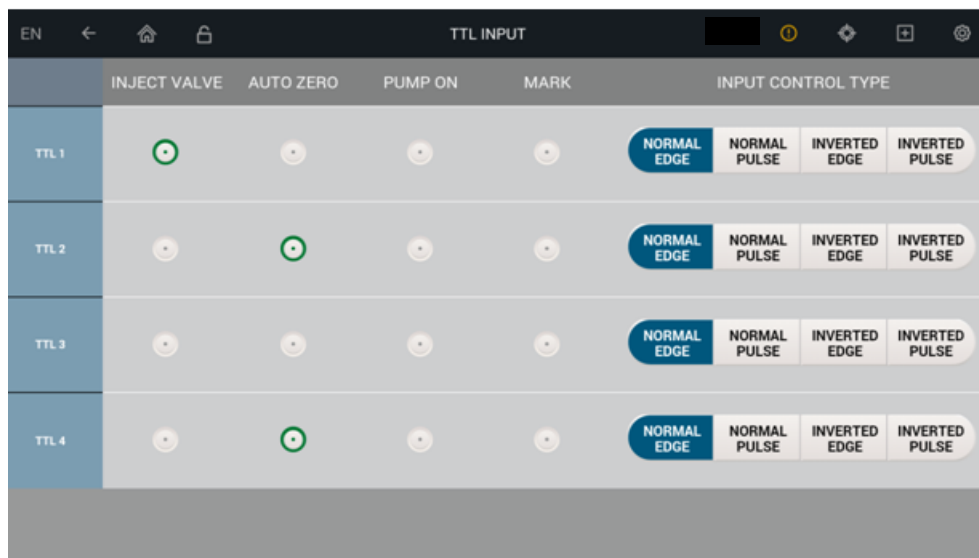 EN TTL INPUT
INJECT VALVE AUTO ZERO PUMP ON MARK INPUT CONTROL TYPE
TTL 1 NORMAL EDGE NORMAL PULSE INVERTED EDGE INVERTED PULSE
TTL 2 NORMAL EDGE NORMAL PULSE INVERTED EDGE INVERTED PULSE
TTL 3 NORMAL EDGE NORMAL PULSE INVERTED EDGE INVERTED PULSE
TTL 4 NORMAL EDGE NORMAL PULSE INVERTED EDGE INVERTED PULSE